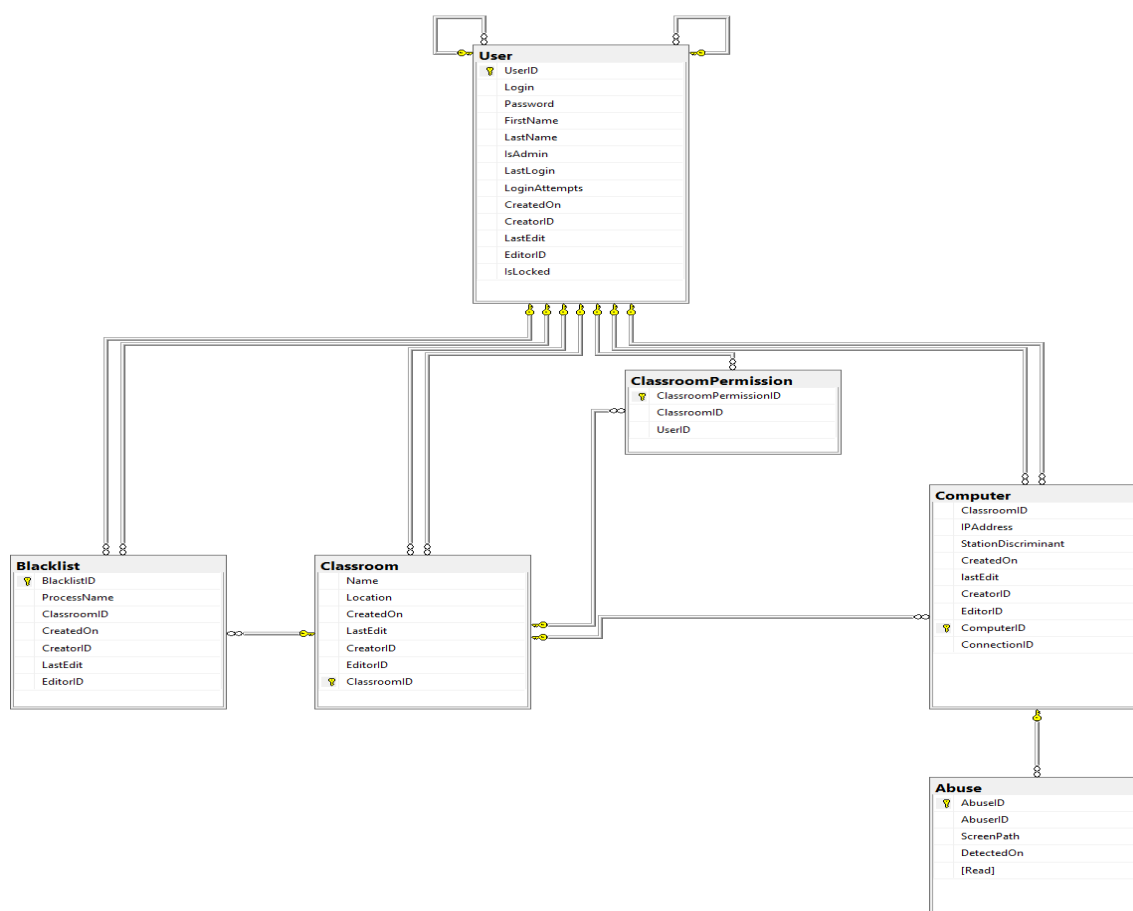 User
UserID
Login
Password
FirstName
LastName
IsAdmin
LastLogin
LoginAttempts
CreatedOn
CreatorID
LastEdit
EditorID
IsLocked
ClassroomPermission
ClassroomPermissionID
ClassroomID
UserID
Computer
ClassroomID
IPAddress
StationDiscriminant
CreatedOn
lastEdit
CreatorID
EditorID
ComputerID
ConnectionID
Blacklist
BlacklistID
ProcessName
ClassroomID
CreatedOn
CreatorID
LastEdit
EditorID
Classroom
Name
Location
CreatedOn
LastEdit
CreatorID
EditorID
ClassroomID
Abuse
AbuseID
AbuserID
ScreenPath
DetectedOn
[Read]